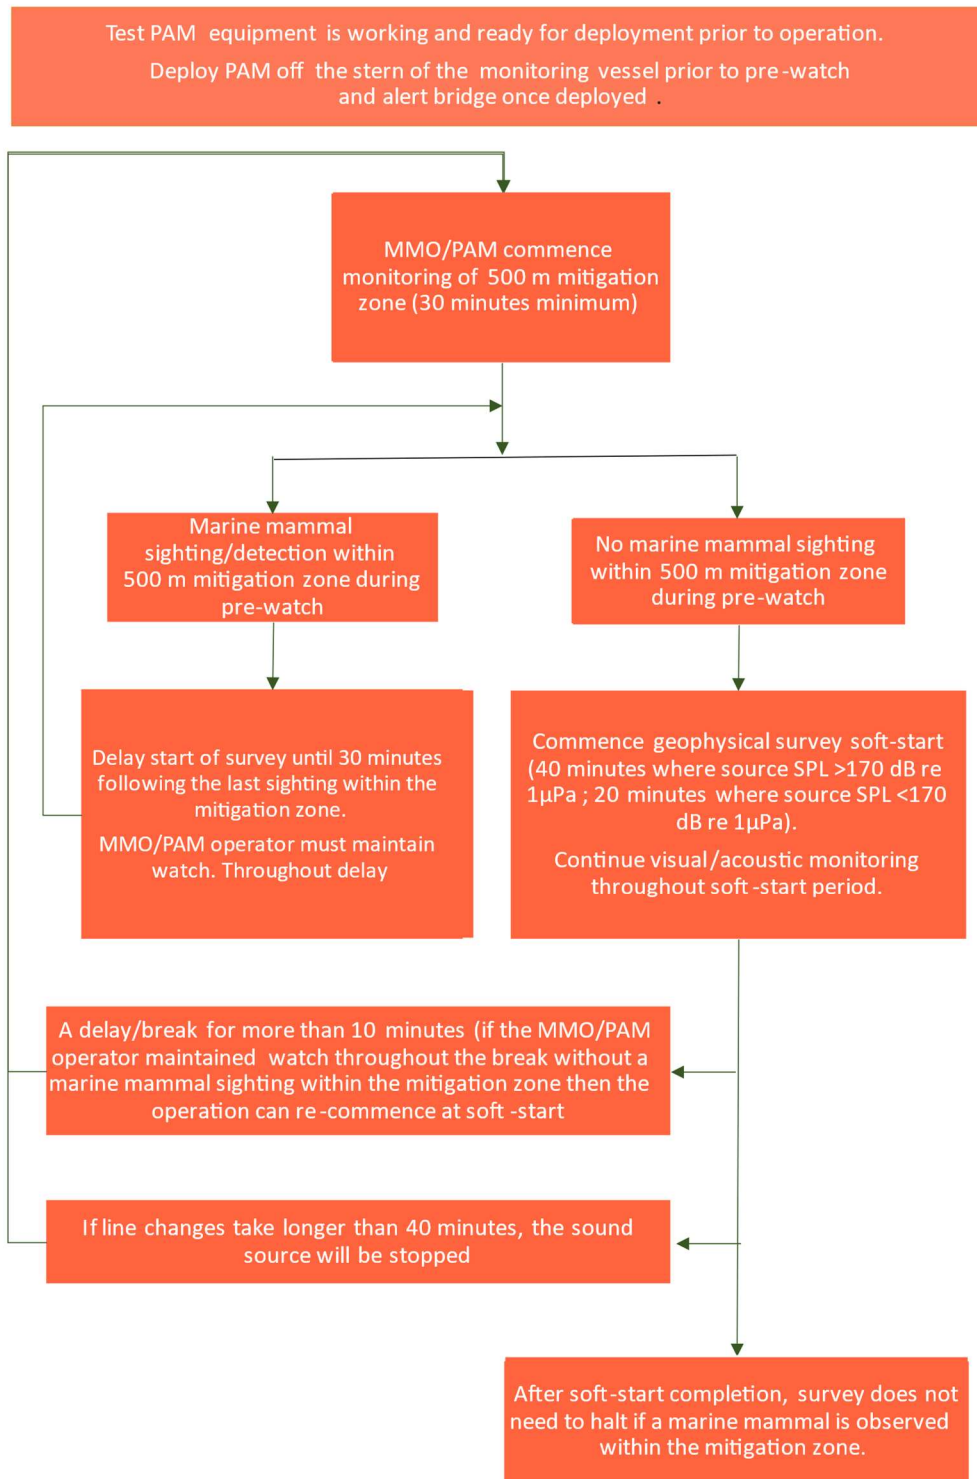 Test PAM equipment is working and ready for deployment prior to operation.
Deploy PAM off the stern of the monitoring vessel prior to pre-watch
and alert bridge once deployed .
MMO/PAM commence
monitoring of 500 m mitigation
zone (30 minutes minimum)
Marine mammal
sighting/detection within
500 m mitigation zone during
pre-watch
No marine mammal sighting
within 500 m mitigation zone
during pre-watch
Delay start of survey until 30 minutes
following the last sighting within the
mitigation zone.
MMO/PAM operator must maintain
watch. Throughout delay
Commence geophysical survey soft-start
(40 minutes where source SPL >170 dB re
1µPa ; 20 minutes where source SPL <170
dB re 1µPa).
Continue visual/acoustic monitoring
throughout soft-start period.
A delay/break for more than 10 minutes (if the MMO/PAM
operator maintained watch throughout the break without a
marine mammal sighting within the mitigation zone then the
operation can re-commence at soft-start
If line changes take longer than 40 minutes, the sound
source will be stopped
After soft-start completion, survey does not
need to halt if a marine mammal is observed
within the mitigation zone.